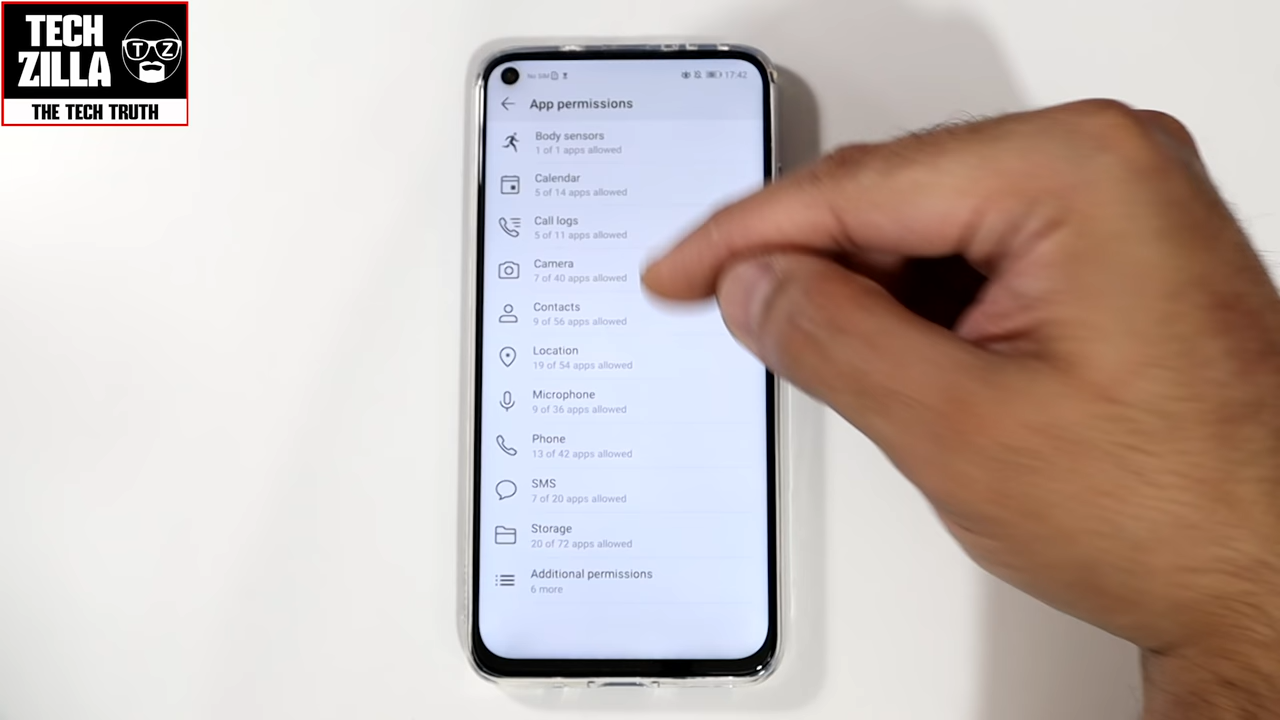 TECH
ZILLA
TZ
THE TECH TRUTH
No SIM
17:42
App permissions
Body sensors
1 of 1 apps allowed
Calendar
5 of 14 apps allowed
Call logs
5 of 11 apps allowed
Camera
7 of 40 apps allowed
Contacts
9 of 56 apps allowed
Location
19 of 54 apps allowed
Microphone
9 of 36 apps allowed
Phone
13 of 42 apps allowed
SMS
7 of 20 apps allowed
Storage
20 of 72 apps allowed
Additional permissions
6 more